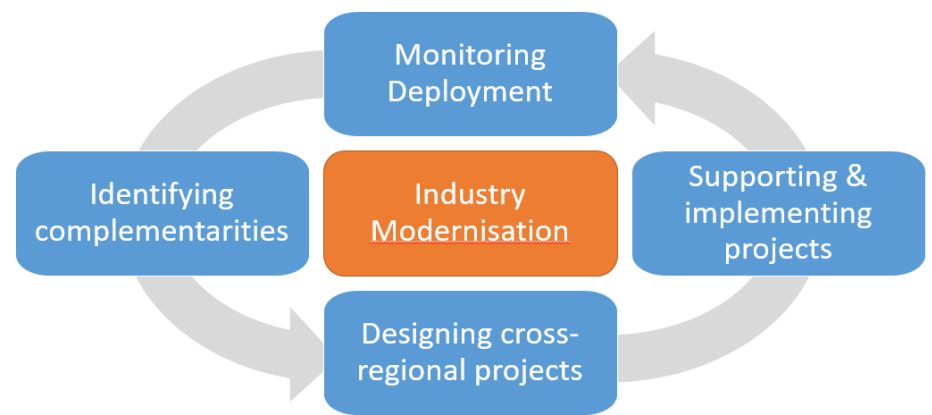 Monitoring
Deployment
Identifying
complementarities
Industry
Modernisation
Supporting &
implementing
projects
Designing cross-
regional projects